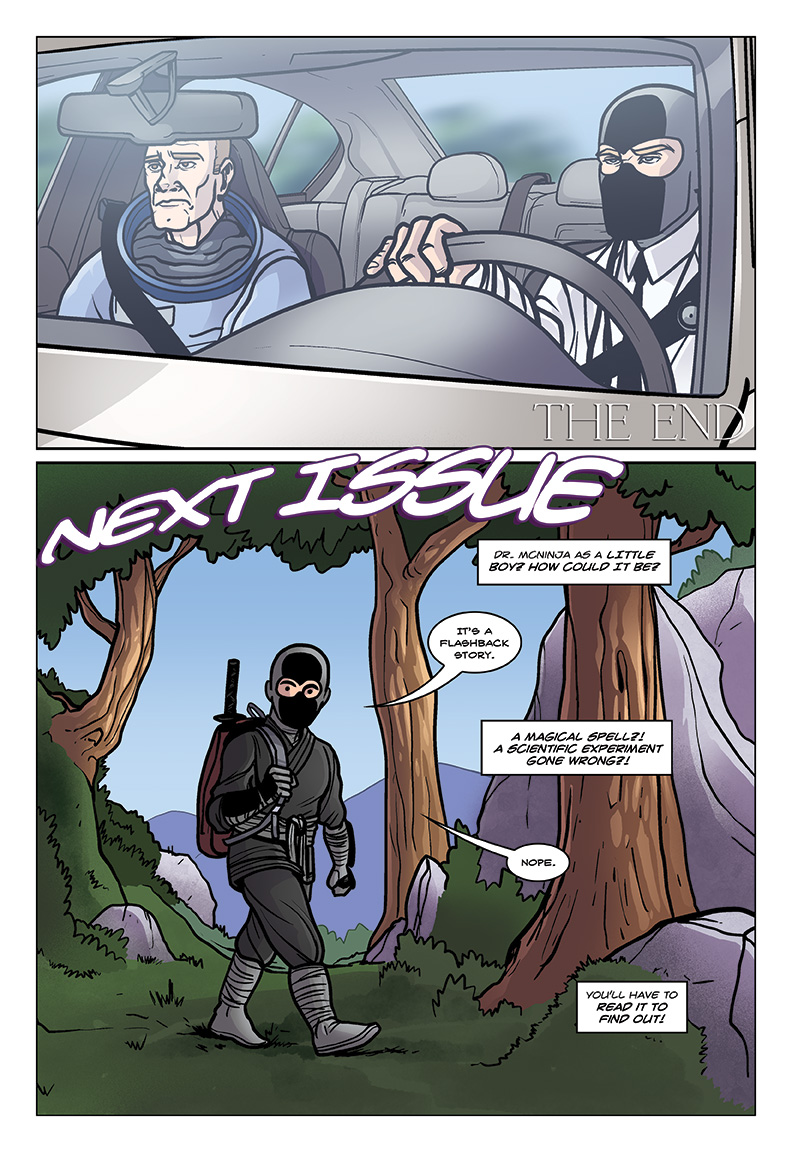 THE END
NEXT ISSUE
DR. MCNINJA AS A LITTLE
BOY? HOW COULD IT BE?
IT'S A
FLASHBACK
STORY.
A MAGICAL SPELL?!
A SCIENTIFIC EXPERIMENT
GONE WRONG?!
NOPE.
YOU'LL HAVE TO
READ IT TO
FIND OUT!